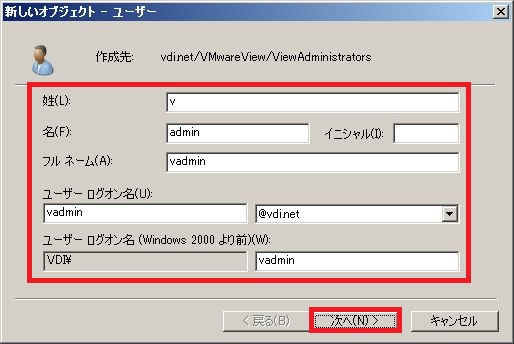 新しいオブジェクト - ユーザー
作成先: vdi.net/VMwareView/ViewAdministrators
姓(L): v
名(F): admin イニシャル(I):
フル ネーム(A): vadmin
ユーザー ログオン名(U):
vadmin @vdi.net
ユーザー ログオン名 (Windows 2000 より前)(W):
VDI¥ vadmin
< 戻る(B) 次へ(N) > キャンセル